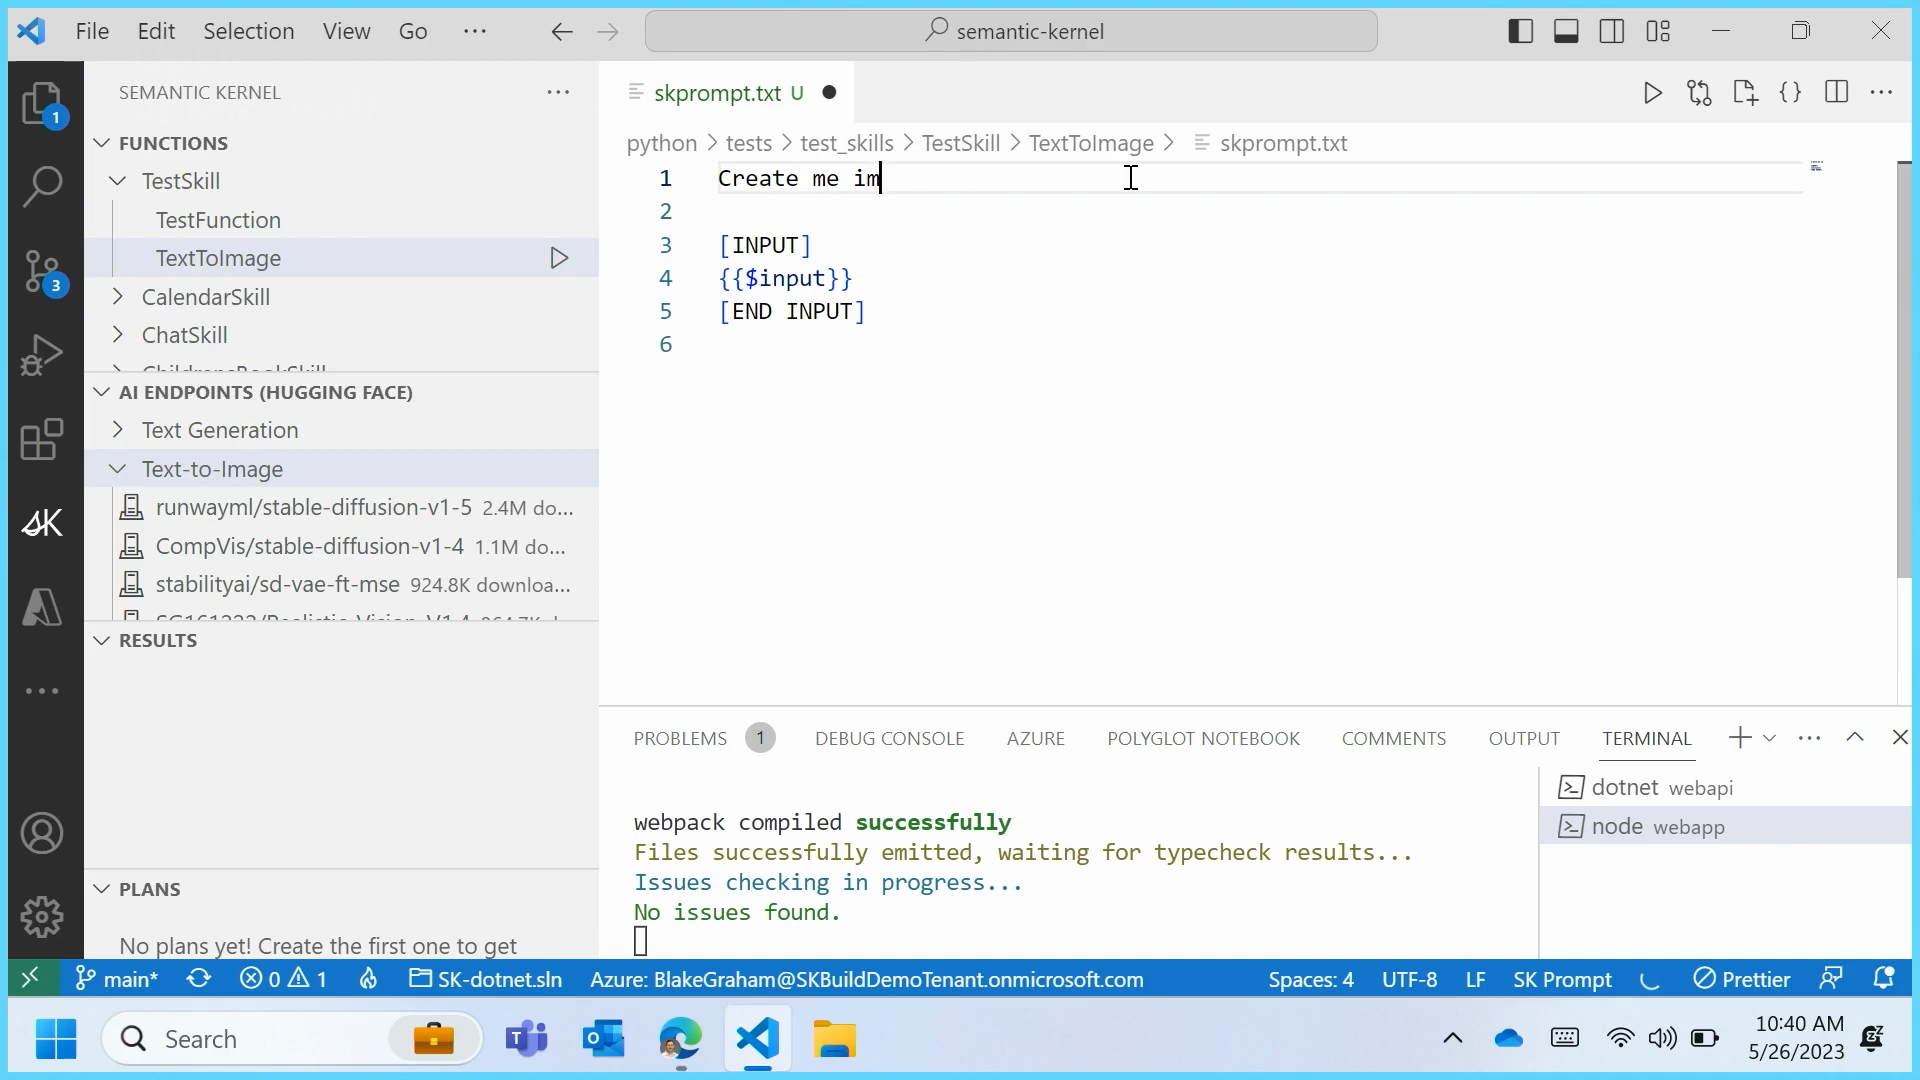 File Edit Selection View Go ... semantic-kernel
SEMANTIC KERNEL
FUNCTIONS
TestSkill
TestFunction
TextToImage
CalendarSkill
ChatSkill
AI ENDPOINTS (HUGGING FACE)
Text Generation
Text-to-Image
runwayml/stable-diffusion-v1-5 2.4M do...
CompVis/stable-diffusion-v1-4 1.1M do...
stabilityai/sd-vae-ft-mse 924.8K downloa...
RESULTS
PLANS
No plans yet! Create the first one to get
1
3
sK
skprompt.txt U
python > tests > test_skills > TestSkill > TextToImage > skprompt.txt
1 Create me im
2
3 [INPUT]
4 {{$input}}
5 [END INPUT]
6
PROBLEMS 1 DEBUG CONSOLE AZURE POLYGLOT NOTEBOOK COMMENTS OUTPUT TERMINAL
webpack compiled successfully
Files successfully emitted, waiting for typecheck results...
Issues checking in progress...
No issues found.
dotnet webapi
node webapp
main* 0 1 SK-dotnet.sln Azure: BlakeGraham@SKBuildDemoTenant.onmicrosoft.com Spaces: 4 UTF-8 LF SK Prompt Prettier
Search
10:40 AM
5/26/2023